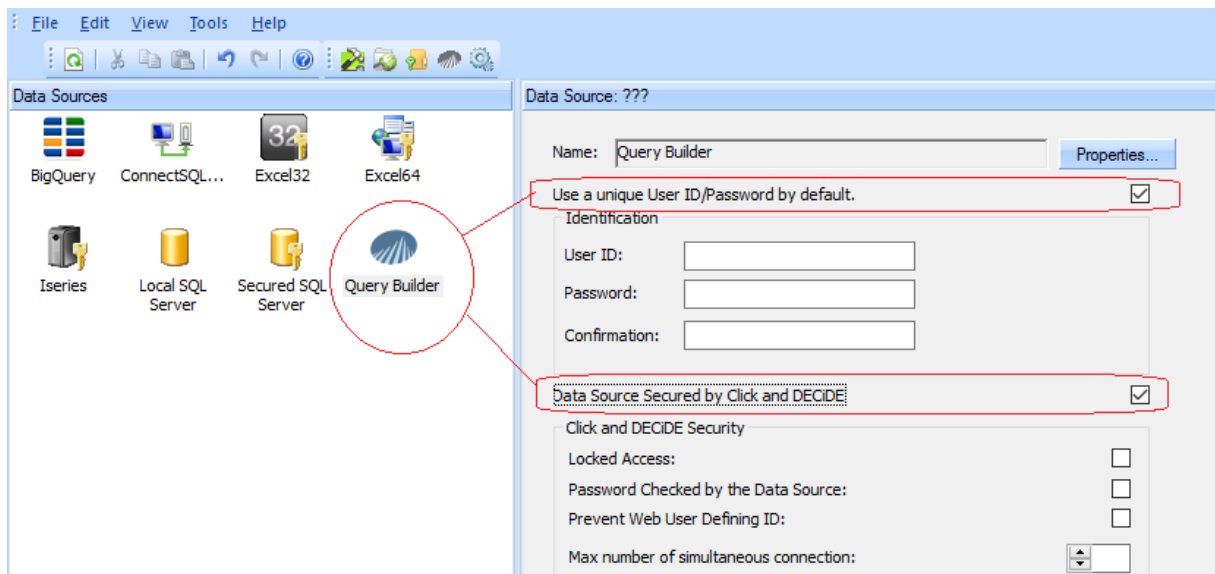 File Edit View Tools Help
Data Sources
BigQuery ConnectSQL... Excel32 Excel64
32
Iseries Local SQL Server Secured SQL Server Query Builder
Data Source: ???
Name: Query Builder Properties...
Use a unique User ID/Password by default.
Identification
User ID:
Password:
Confirmation:
Data Source Secured by Click and DECiDE
Click and DECiDE Security
Locked Access:
Password Checked by the Data Source:
Prevent Web User Defining ID:
Max number of simultaneous connection: